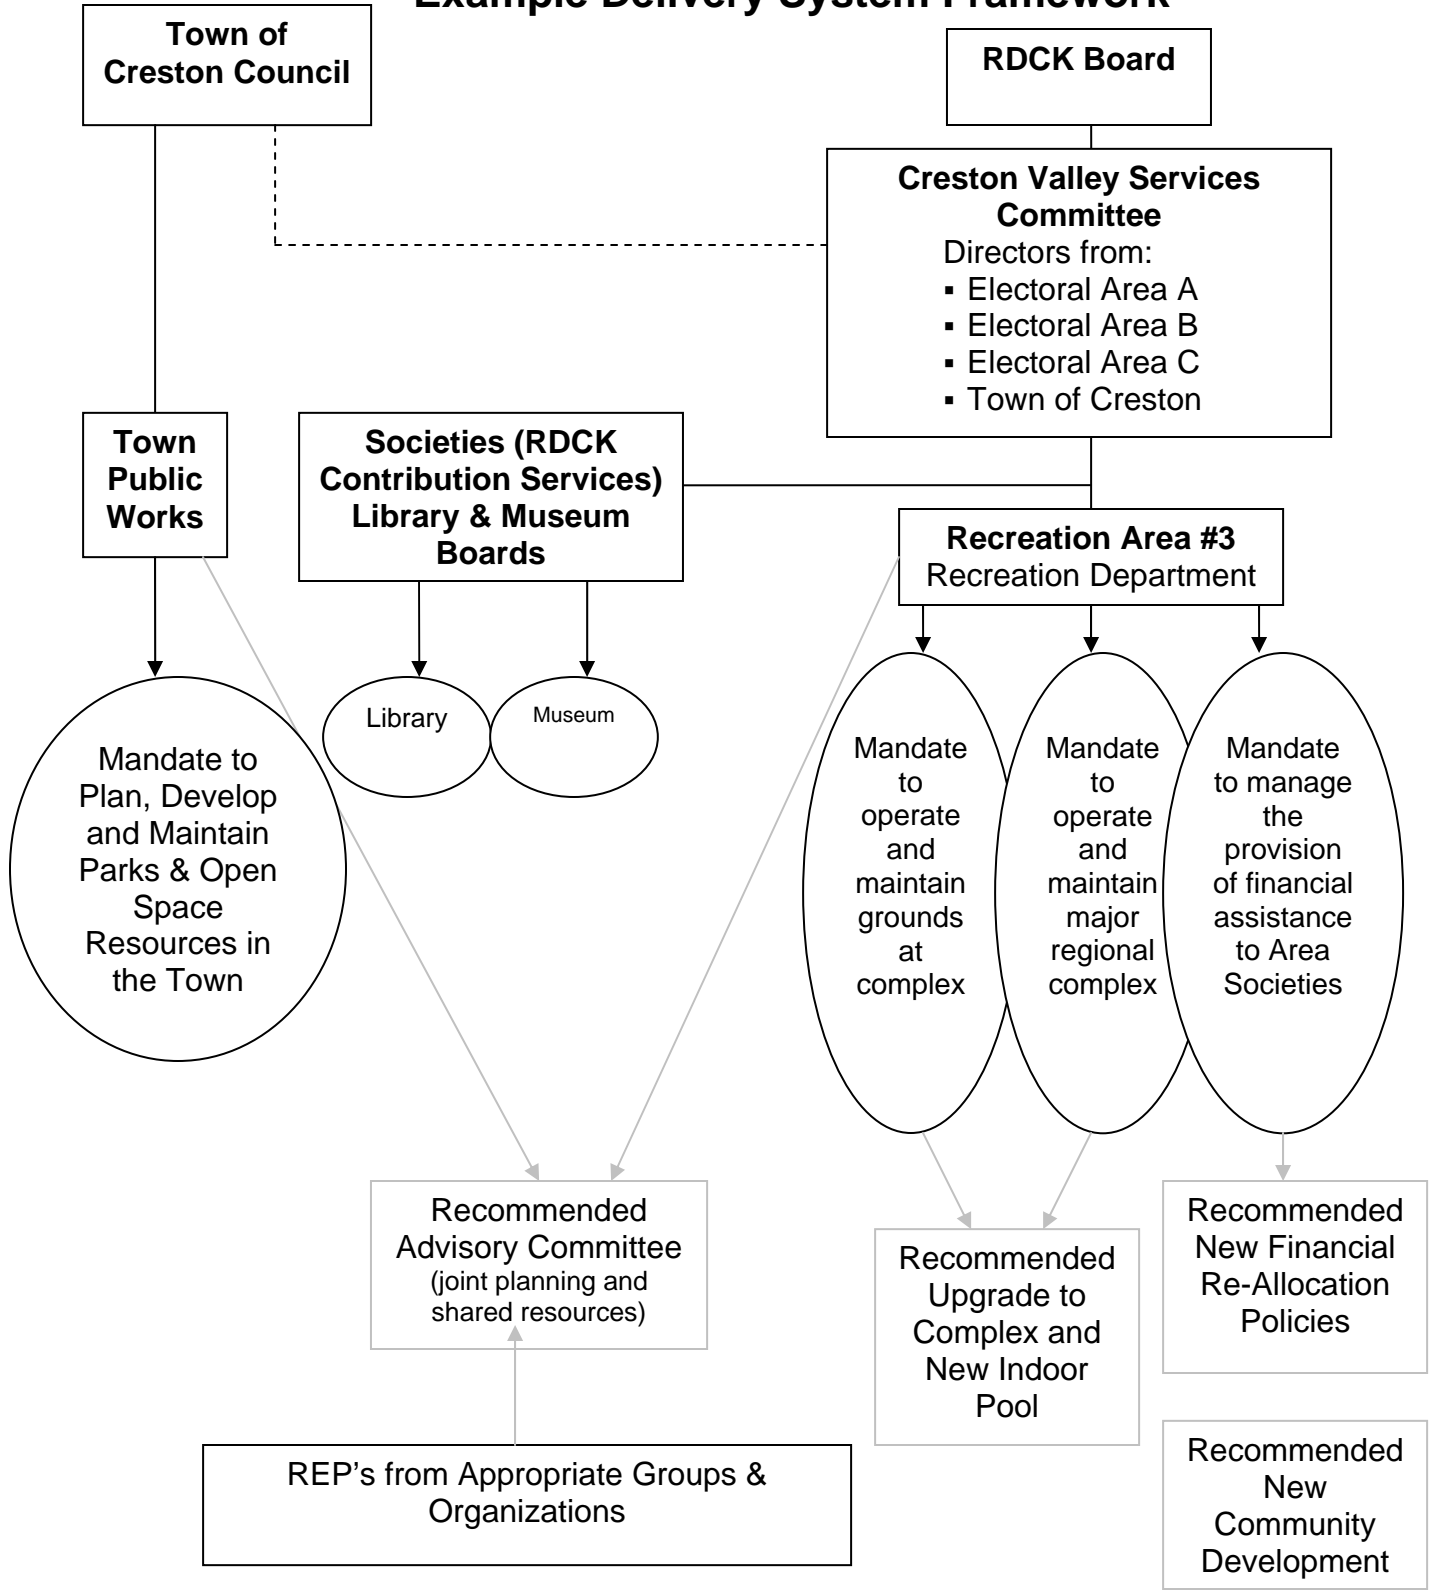 Example Delivery System Framework
Town of
Creston Council
RDCK Board
Creston Valley Services
Committee
Directors from:
▪ Electoral Area A
▪ Electoral Area B
▪ Electoral Area C
▪ Town of Creston
Town
Public
Works
Societies (RDCK
Contribution Services)
Library & Museum
Boards
Recreation Area #3
Recreation Department
Mandate to
Plan, Develop
and Maintain
Parks & Open
Space
Resources in
the Town
Library
Museum
Mandate
to
operate
and
maintain
grounds
at
complex
Mandate
to
operate
and
maintain
major
regional
complex
Mandate
to manage
the
provision
of financial
assistance
to Area
Societies
Recommended
Advisory Committee
(joint planning and
shared resources)
Recommended
Upgrade to
Complex and
New Indoor
Pool
Recommended
New Financial
Re-Allocation
Policies
REP's from Appropriate Groups &
Organizations
Recommended
New
Community
Development